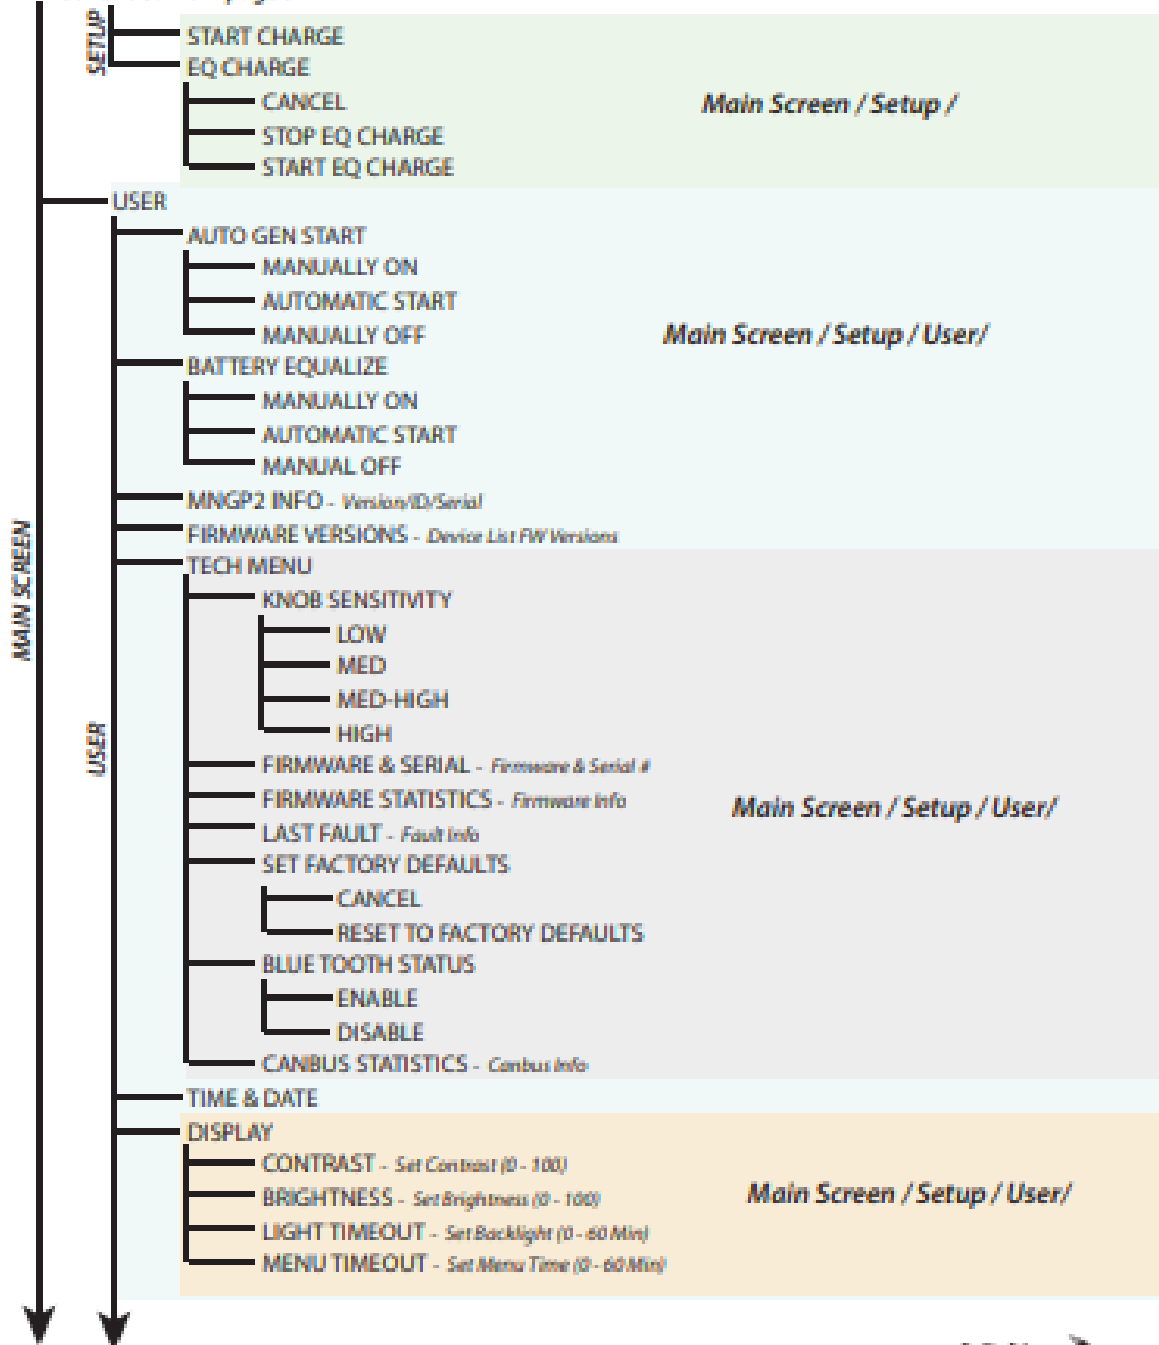 START CHARGE
SETUP
EQ CHARGE
CANCEL
Main Screen / Setup /
STOP EQ CHARGE
START EQ CHARGE
USER
AUTO GEN START
MANUALLY ON
AUTOMATIC START
MANUALLY OFF
Main Screen / Setup / User/
BATTERY EQUALIZE
MANUALLY ON
AUTOMATIC START
MANUAL OFF
MNGP2 INFO - Version/ID/Serial
FIRMWARE VERSIONS - Device List FW Versions
MAIN SCREEN
TECH MENU
KNOB SENSITIVITY
LOW
MED
MED-HIGH
HIGH
USER
FIRMWARE & SERIAL - Firmware & Serial #
FIRMWARE STATISTICS - Firmware Info
Main Screen / Setup / User/
LAST FAULT - Fault Info
SET FACTORY DEFAULTS
CANCEL
RESET TO FACTORY DEFAULTS
BLUE TOOTH STATUS
ENABLE
DISABLE
CANBUS STATISTICS - Canbus Info
TIME & DATE
DISPLAY
CONTRAST - Set Contrast (0 - 100)
BRIGHTNESS - Set Brightness (0 - 100)
Main Screen / Setup / User/
LIGHT TIMEOUT - Set Backlight (0 - 60 Min)
MENU TIMEOUT - Set Menu Time (0 - 60 Min)